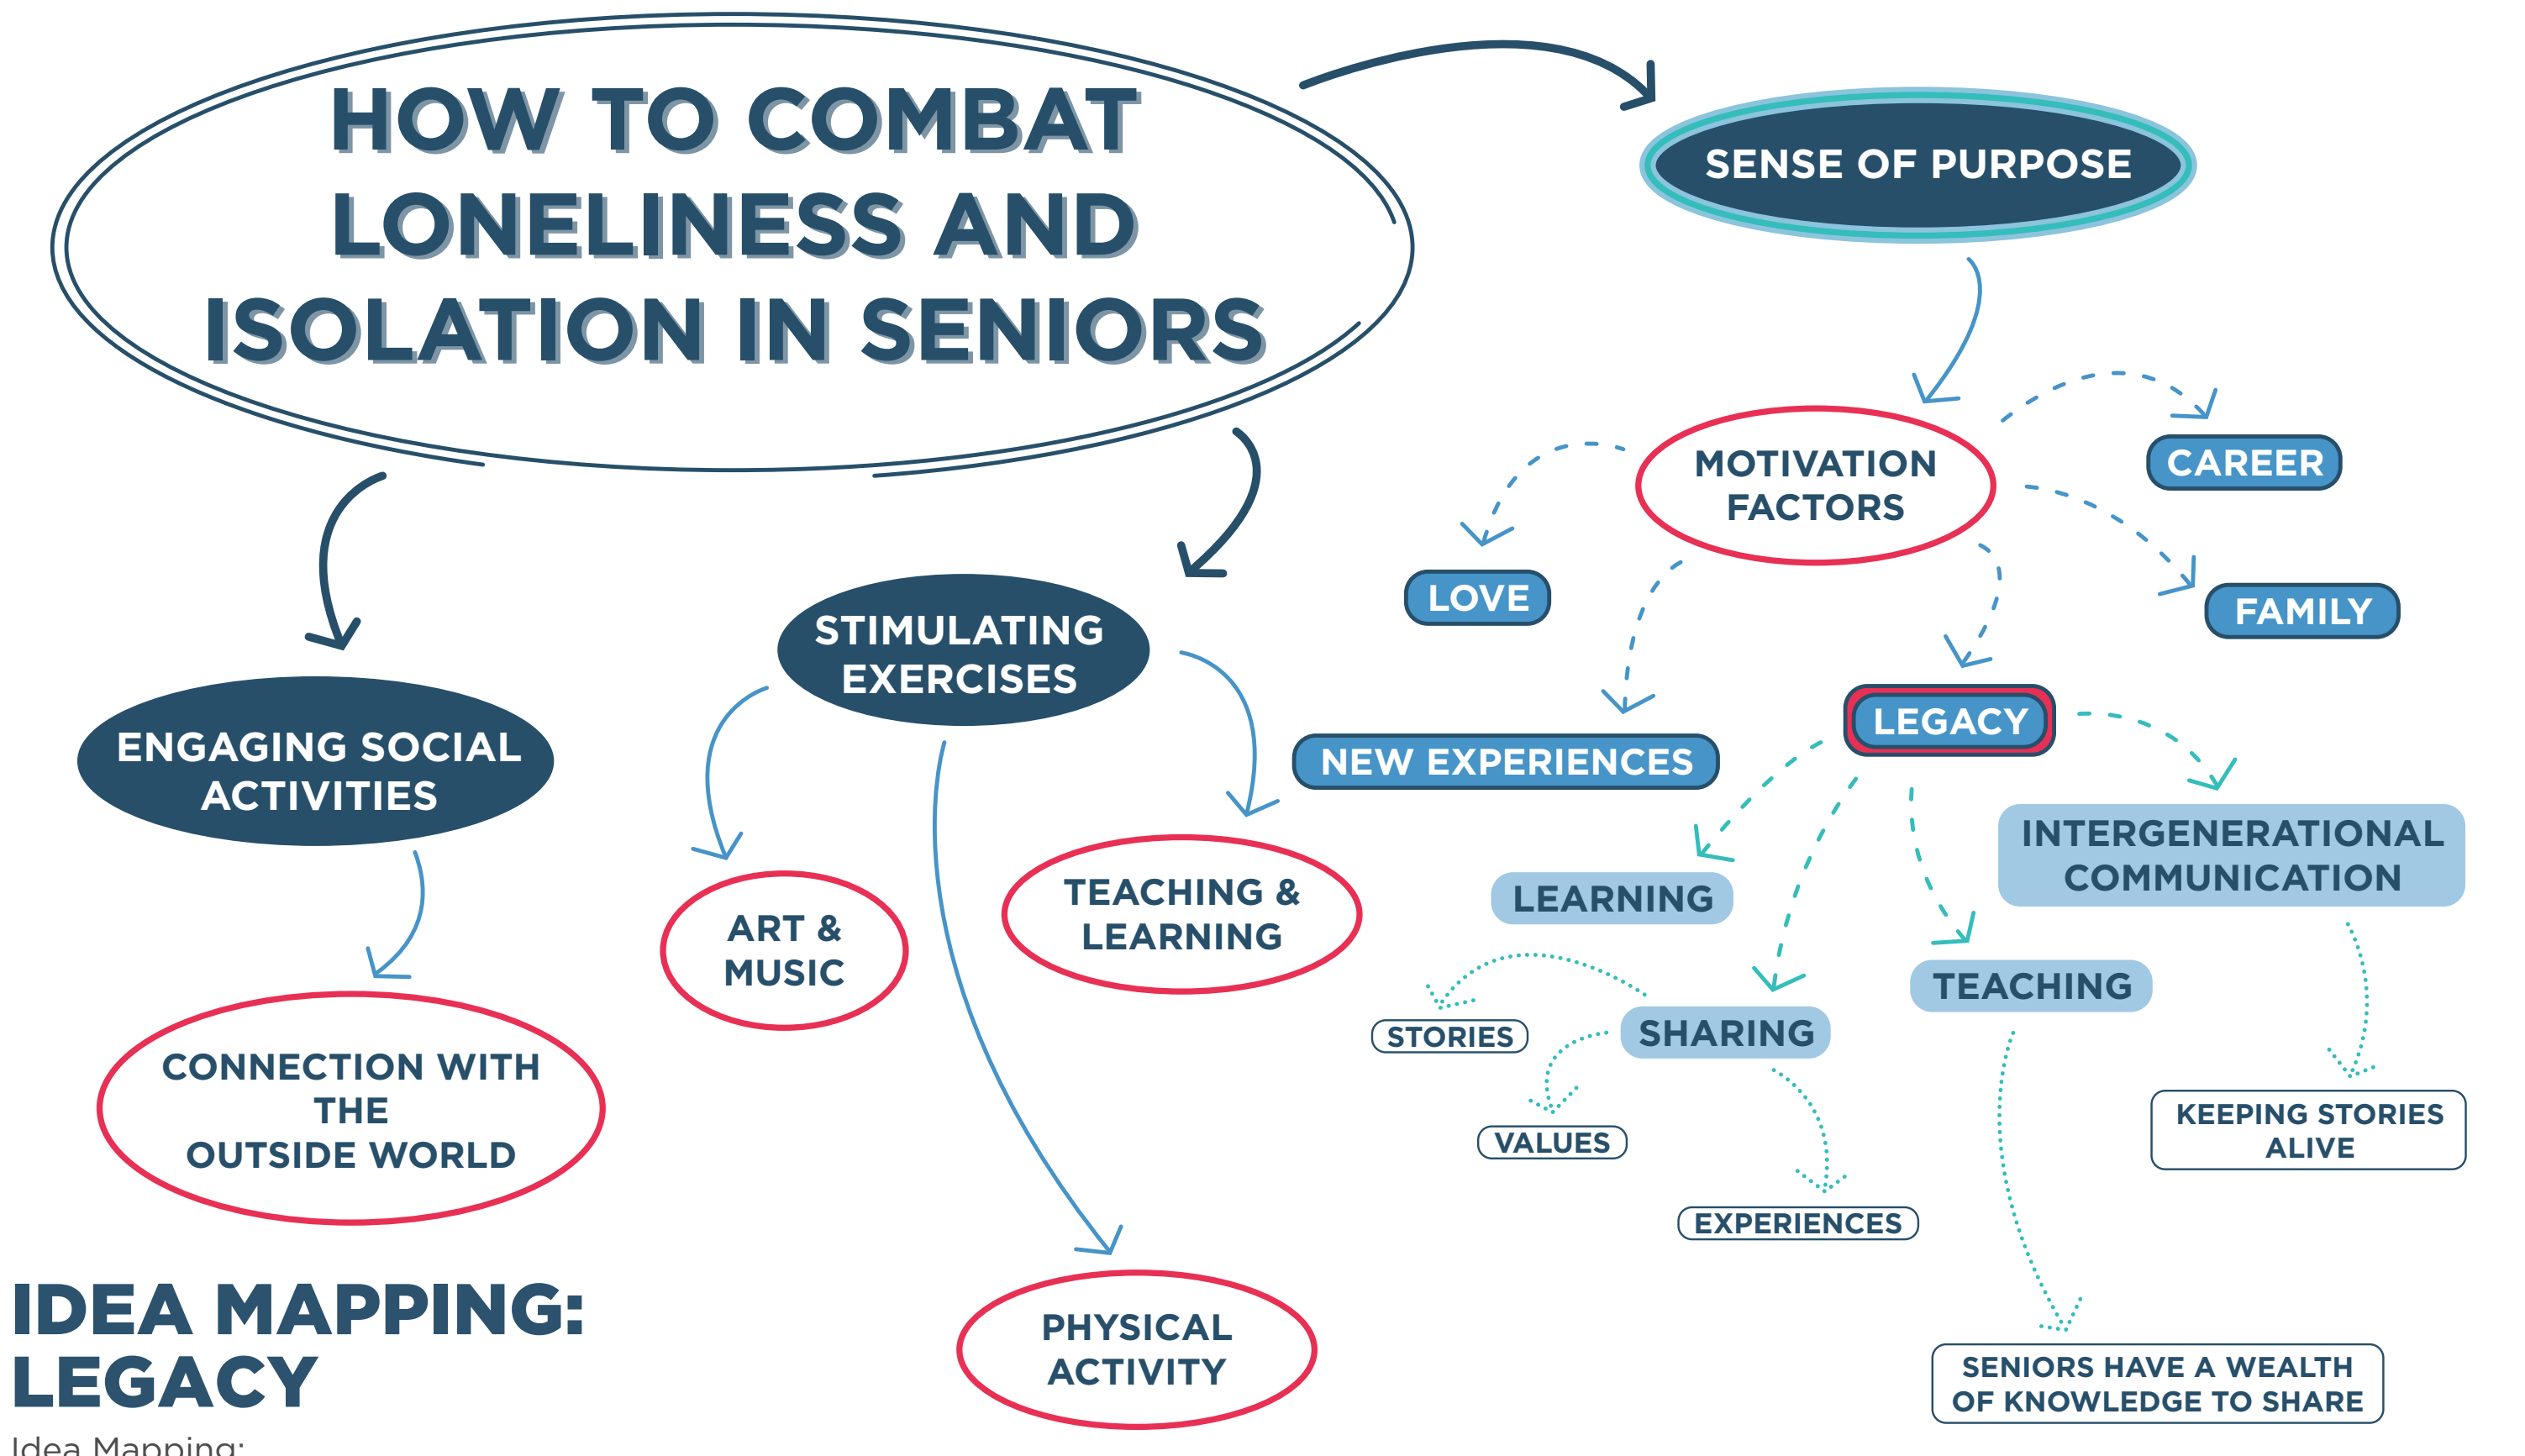 HOW TO COMBAT
LONELINESS AND
ISOLATION IN SENIORS
SENSE OF PURPOSE
MOTIVATION
FACTORS
CAREER
LOVE
FAMILY
STIMULATING
EXERCISES
LEGACY
ENGAGING SOCIAL
ACTIVITIES
NEW EXPERIENCES
INTERGENERATIONAL
COMMUNICATION
TEACHING &
LEARNING
LEARNING
ART &
MUSIC
TEACHING
STORIES
SHARING
CONNECTION WITH
THE
OUTSIDE WORLD
VALUES
KEEPING STORIES
ALIVE
EXPERIENCES
PHYSICAL
ACTIVITY
SENIORS HAVE A WEALTH
OF KNOWLEDGE TO SHARE
IDEA MAPPING:
LEGACY
Idea Mapping: